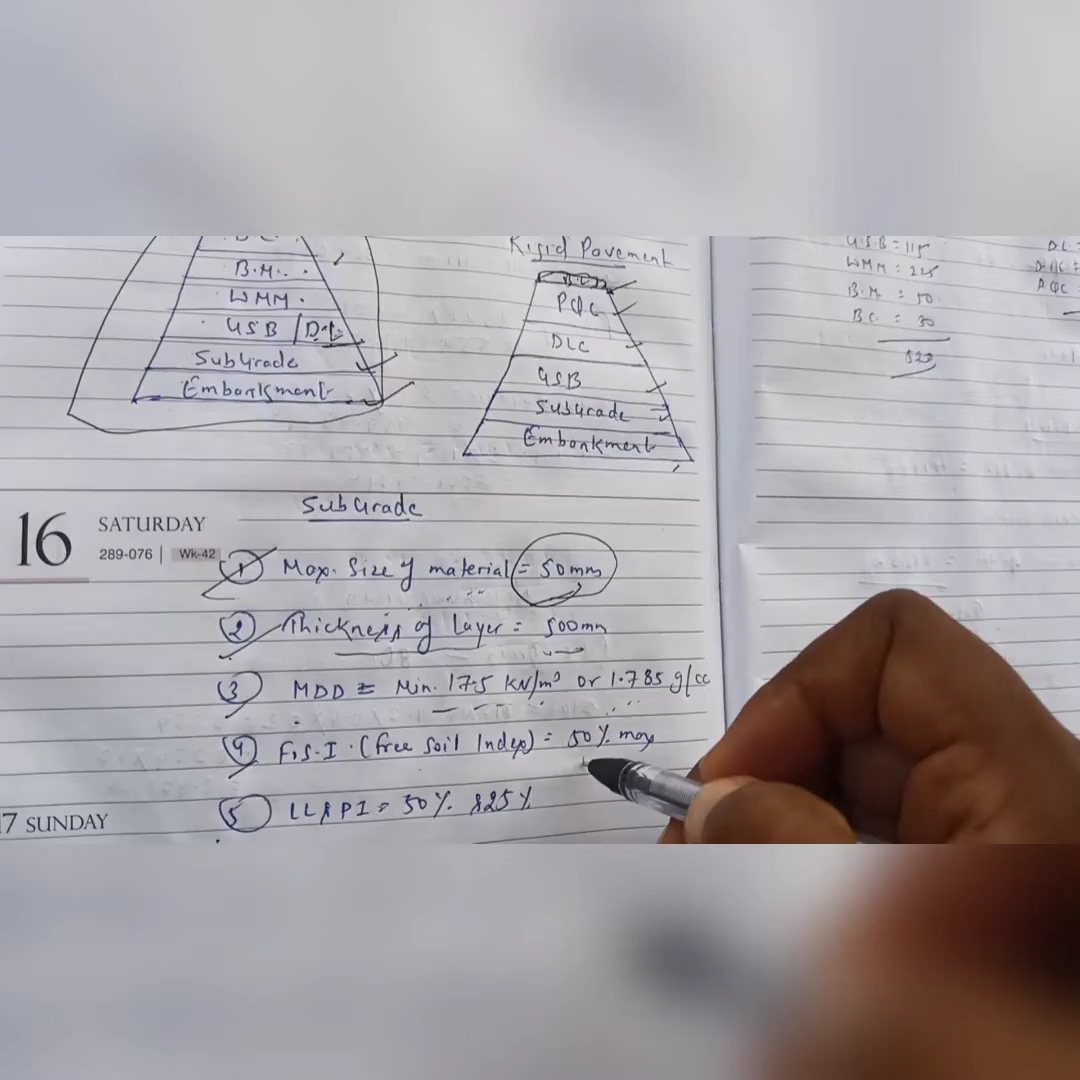 B.M.
WMM.
GSB /
SubGrade
Embankment
Rigid Pavement
PQC
DLC
GSB
SubGrade
Embankment
G.S.B = 115
WMM = 225
B.M. = 50
B.C. = 30
520
16 SATURDAY
289-076 | Wk-42
SubGrade
1 Max. Size of material = 50mm
2 Thickness of Layer = 500mm
3 MDD = Min. 17.5 KN/m³ or 1.785 g/cc
4 F.S.I. (free Soil Index) = 50% max
5 LL & PI = 50% & 25%
17 SUNDAY